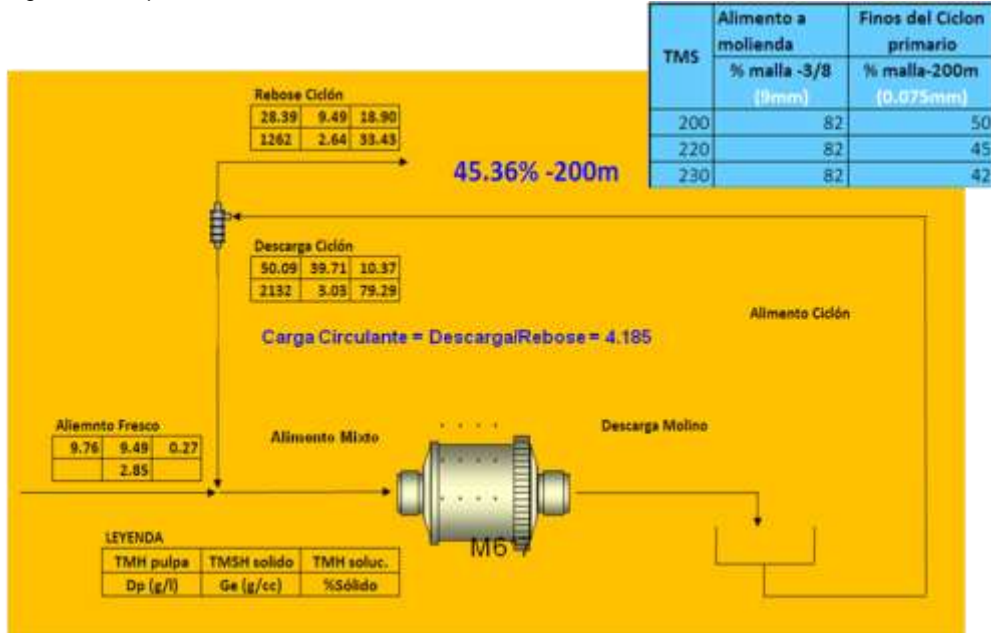 TMS
Alimento a
molienda
Finos del Ciclon
primario
% malla -3/8
(9mm)
% malla-200m
(0.075mm)
200 82 50
220 82 45
230 82 42
Rebose Ciclón
28.39 9.49 18.90
1262 2.64 33.43
45.36% -200m
Descarga Ciclón
50.09 39.71 10.37
2132 3.03 79.29
Alimento Ciclón
Carga Circulante = Descarga/Rebose = 4.185
Aliemnto Fresco
9.76 9.49 0.27
2.85
Alimento Mixto
Descarga Molino
LEYENDA
TMH pulpa TMSH solido TMH soluc.
Dp (g/l) Ge (g/cc) %Sólido